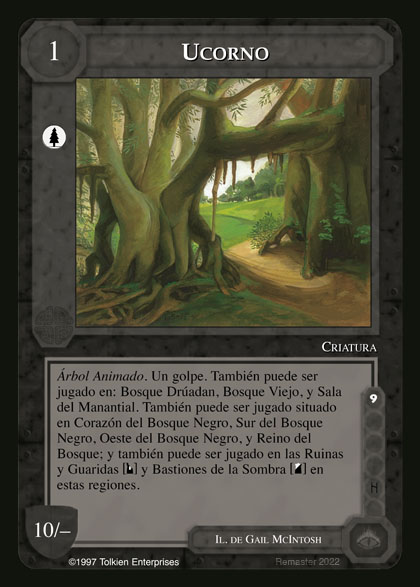 1
UCORNO
CRIATURA
Árbol Animado. Un golpe. También puede ser
jugado en: Bosque Drúadan, Bosque Viejo, y Sala
del Manantial. También puede ser jugado situado
en Corazón del Bosque Negro, Sur del Bosque
Negro, Oeste del Bosque Negro, y Reino del
Bosque; y también puede ser jugado en las Ruinas
y Guaridas [] y Bastiones de la Sombra [] en
estas regiones.
9
10/–
IL. DE GAIL MCINTOSH
©1997 Tolkien Enterprises
Remaster 2022